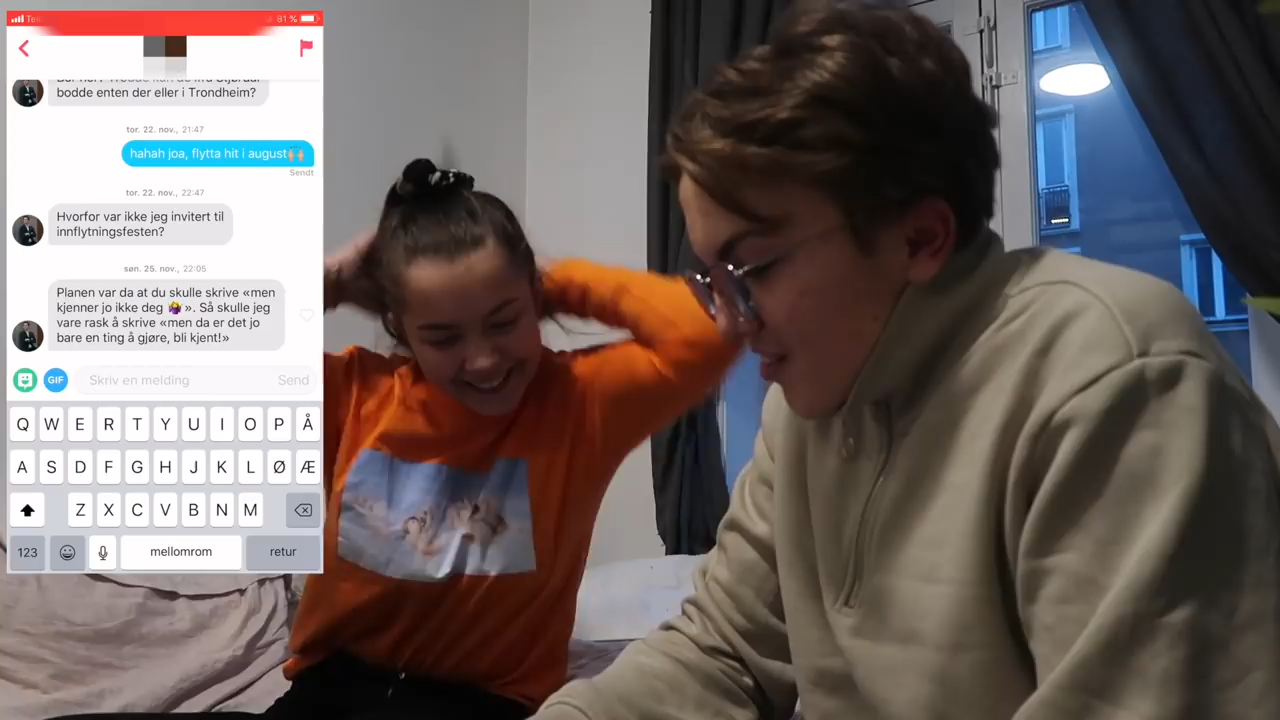 81 %
bodde enten der eller i Trondheim?
tor. 22. nov., 21:47
hahah joa, flytta hit i august🙌🏻
Sendt
tor. 22. nov., 22:47
Hvorfor var ikke jeg invitert til
innflytningsfesten?
søn. 25. nov., 22:05
Planen var da at du skulle skrive «men
kjenner jo ikke deg 🤷‍♀️ ». Så skulle jeg
vare rask å skrive «men da er det jo
bare en ting å gjøre, bli kjent!»
GIF Skriv en melding Send
Q W E R T Y U I O P Å
A S D F G H J K L Ø Æ
Z X C V B N M
123 mellomrom retur